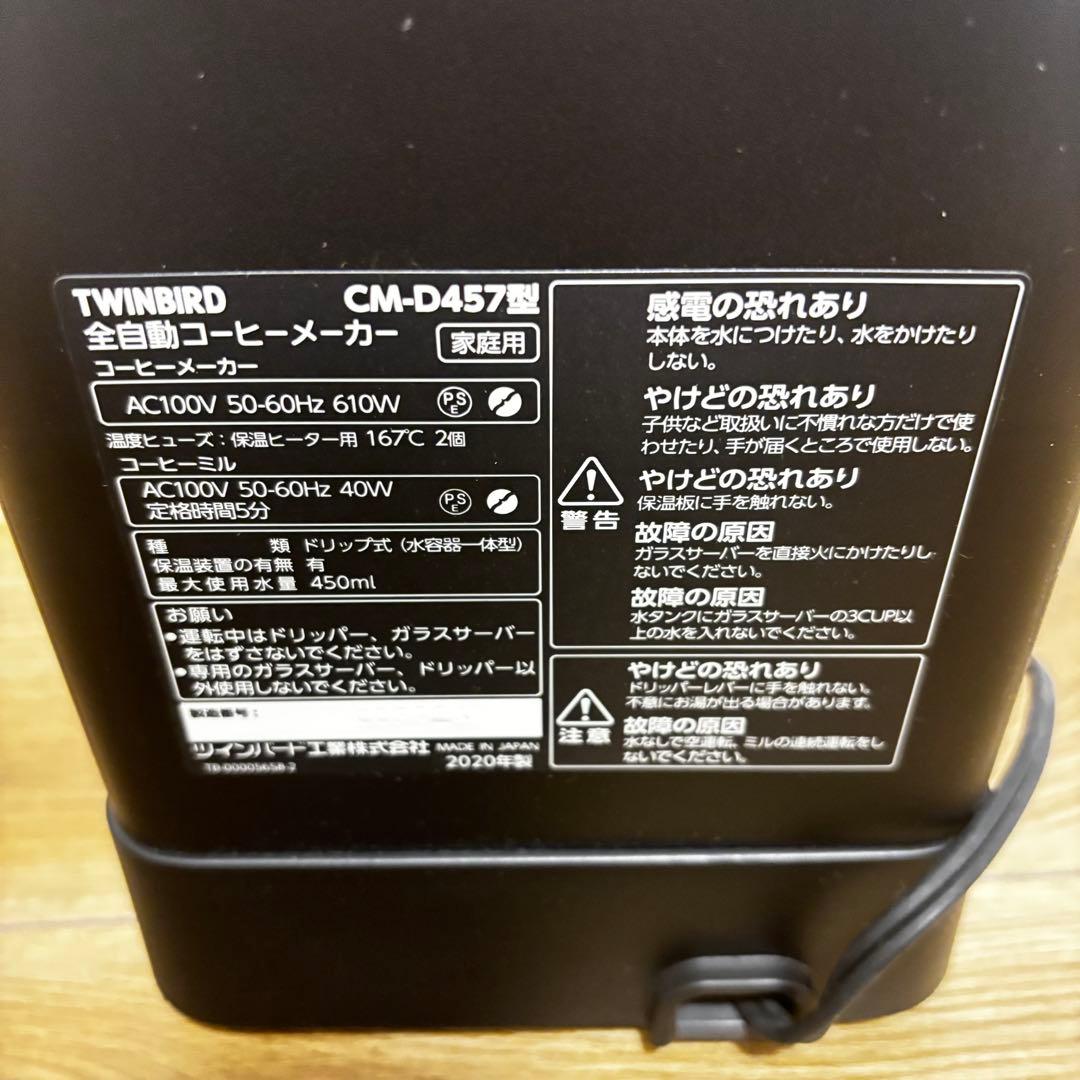 TWINBIRD CM-D457型
全自動コーヒーメーカー 家庭用
コーヒーメーカー
AC100V 50-60Hz 610W PSE
温度ヒューズ：保温ヒーター用 167℃ 2個
コーヒーミル
AC100V 50-60Hz 40W PSE
定格時間5分
種類 ドリップ式（水容器一体型）
保温装置の有無 有
最大使用水量 450ml
お願い
●運転中はドリッパー、ガラスサーバー
をはずさないでください。
●専用のガラスサーバー、ドリッパー以
外使用しないでください。
製造番号：
ツインバード工業株式会社 MADE IN JAPAN
2020年製
警告
感電の恐れあり
本体を水につけたり、水をかけたり
しない。
やけどの恐れあり
子供など取扱いに不慣れな方だけで使
わせたり、手が届くところで使用しない。
やけどの恐れあり
保温板に手を触れない。
故障の原因
ガラスサーバーを直接火にかけたりし
ないでください。
故障の原因
水タンクにガラスサーバーの3CUP以
上の水を入れないでください。
注意
やけどの恐れあり
ドリッパーレバーに手を触れない。
不意にお湯が出る場合があります。
故障の原因
水なしで空運転、ミルの連続運転をし
ないでください。